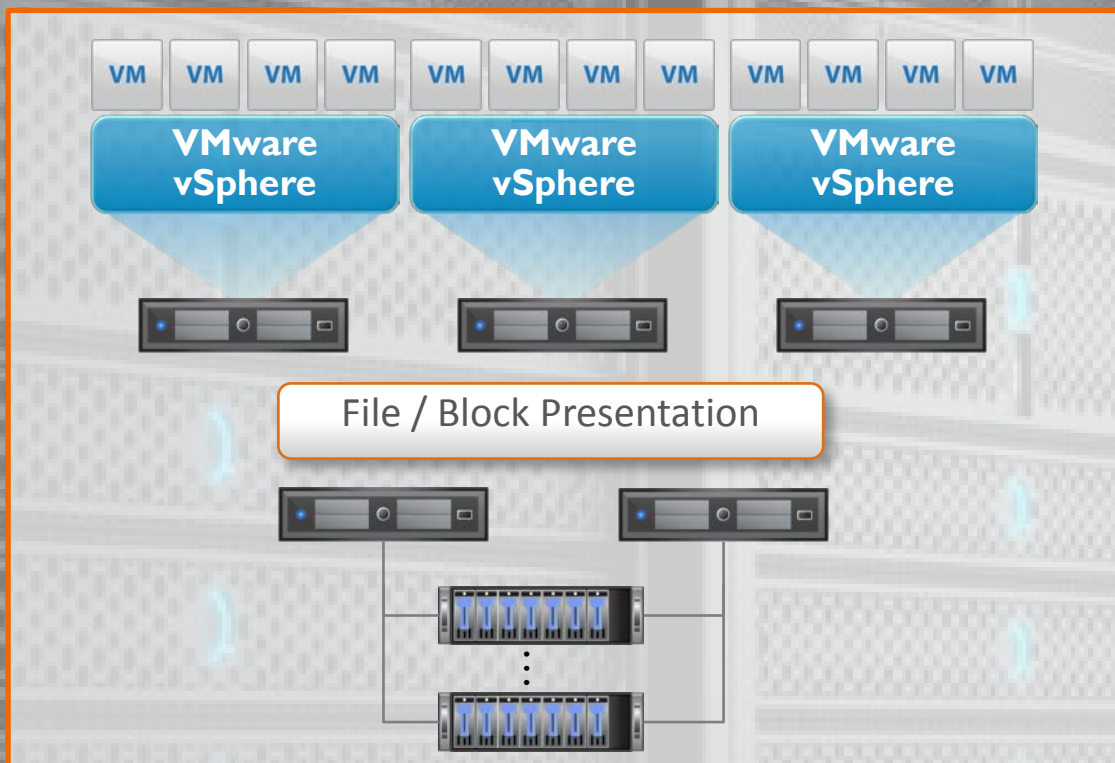 VM VM VM VM VM VM VM VM VM VM VM VM
VMware VMware VMware
vSphere vSphere vSphere
File / Block Presentation